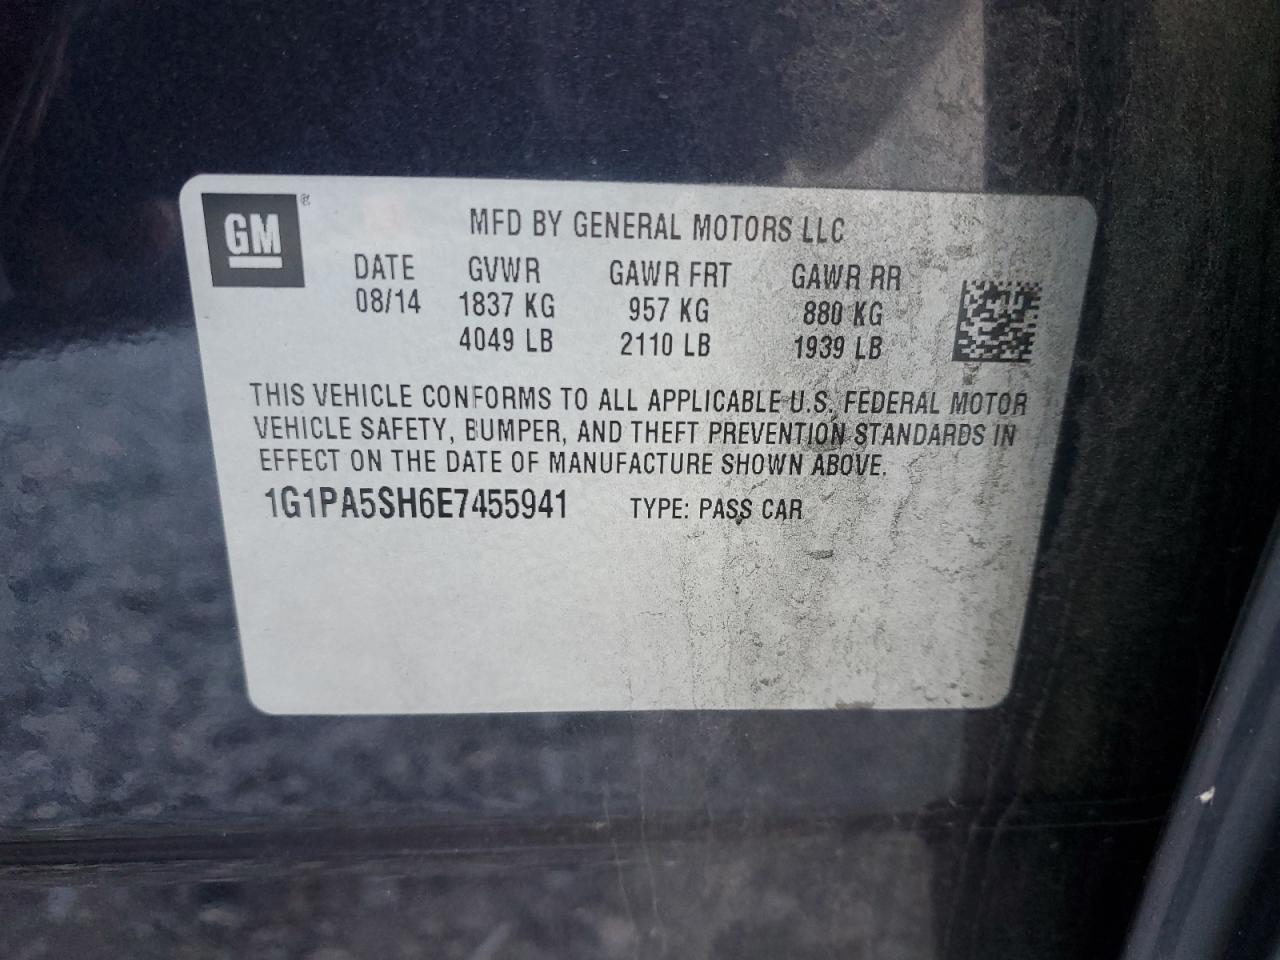 GM ®
MFD BY GENERAL MOTORS LLC
DATE GVWR GAWR FRT GAWR RR
08/14 1837 KG 957 KG 880 KG
4049 LB 2110 LB 1939 LB
THIS VEHICLE CONFORMS TO ALL APPLICABLE U.S. FEDERAL MOTOR
VEHICLE SAFETY, BUMPER, AND THEFT PREVENTION STANDARDS IN
EFFECT ON THE DATE OF MANUFACTURE SHOWN ABOVE.
1G1PA5SH6E7455941 TYPE: PASS CAR